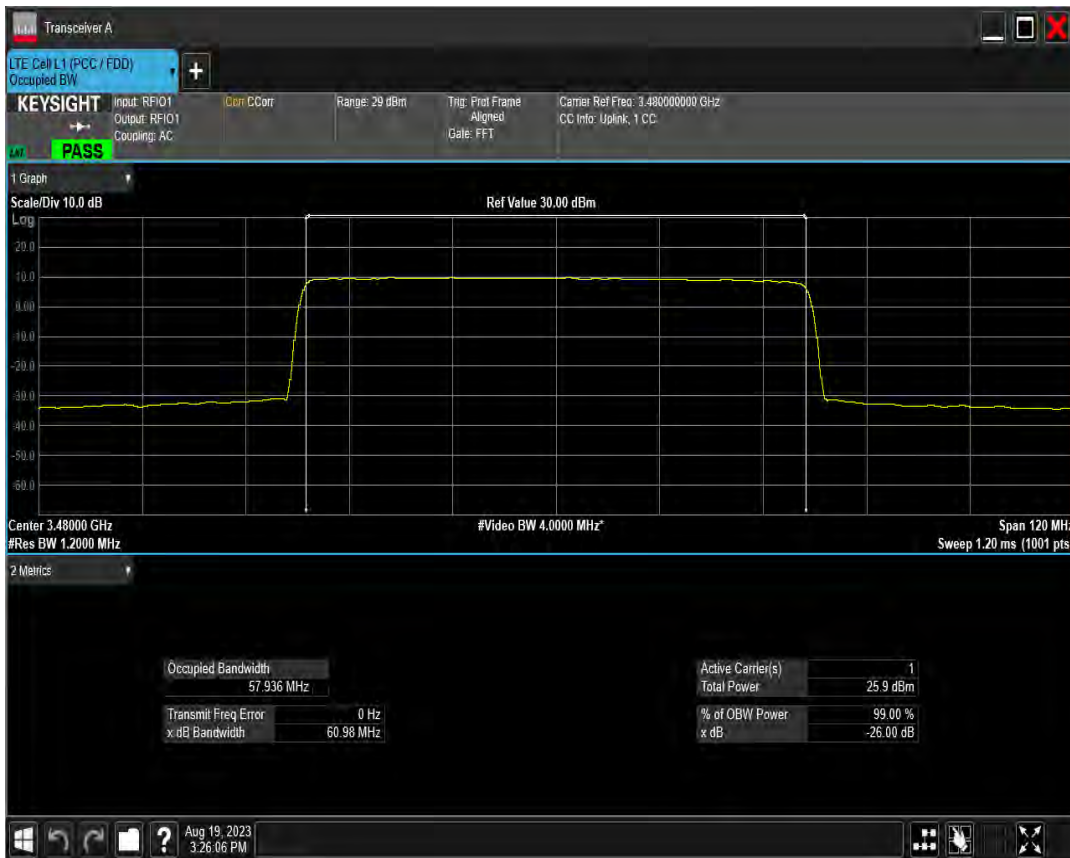 Transceiver A
LTE Cell L1 (PCC / FDD)
Occupied BW
+
KEYSIGHT
Input: RFIO1
Output: RFIO1
Coupling: AC
Corr CCorr
Range: 29 dBm
Trig: Prot Frame
Aligned
Gate: FFT
Carrier Ref Freq: 3.480000000 GHz
CC Info: Uplink, 1 CC
PASS
1 Graph
Scale/Div 10.0 dB
Ref Value 30.00 dBm
Log
20.0
10.0
0.00
-10.0
-20.0
-30.0
-40.0
-50.0
-60.0
Center 3.48000 GHz
#Video BW 4.0000 MHz*
Span 120 MHz
#Res BW 1.2000 MHz
Sweep 1.20 ms (1001 pts
2 Metrics
Occupied Bandwidth
57.936 MHz
Transmit Freq Error 0 Hz
x dB Bandwidth 60.98 MHz
Active Carrier(s) 1
Total Power 25.9 dBm
% of OBW Power 99.00 %
x dB -26.00 dB
?
Aug 19, 2023
3:26:06 PM